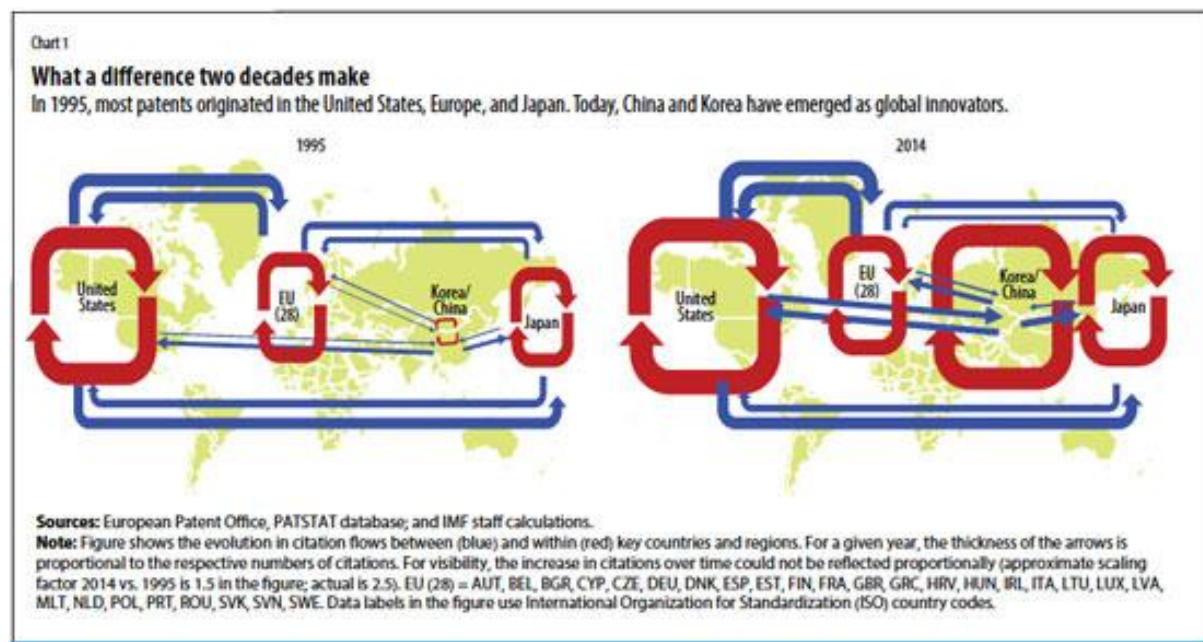 Chart 1
What a difference two decades make
In 1995, most patents originated in the United States, Europe, and Japan. Today, China and Korea have emerged as global innovators.
1995
2014
United
States
EU
(28)
Korea/
China
Japan
United
States
EU
(28)
Korea/
China
Japan
Sources: European Patent Office, PATSTAT database; and IMF staff calculations.
Note: Figure shows the evolution in citation flows between (blue) and within (red) key countries and regions. For a given year, the thickness of the arrows is
proportional to the respective numbers of citations. For visibility, the increase in citations over time could not be reflected proportionally (approximate scaling
factor 2014 vs. 1995 is 1.5 in the figure; actual is 2.5). EU (28) = AUT, BEL, BGR, CYP, CZE, DEU, DNK, ESP, EST, FIN, FRA, GBR, GRC, HRV, HUN, IRL, ITA, LTU, LUX, LVA,
MLT, NLD, POL, PRT, ROU, SVK, SVN, SWE. Data labels in the figure use International Organization for Standardization (ISO) country codes.